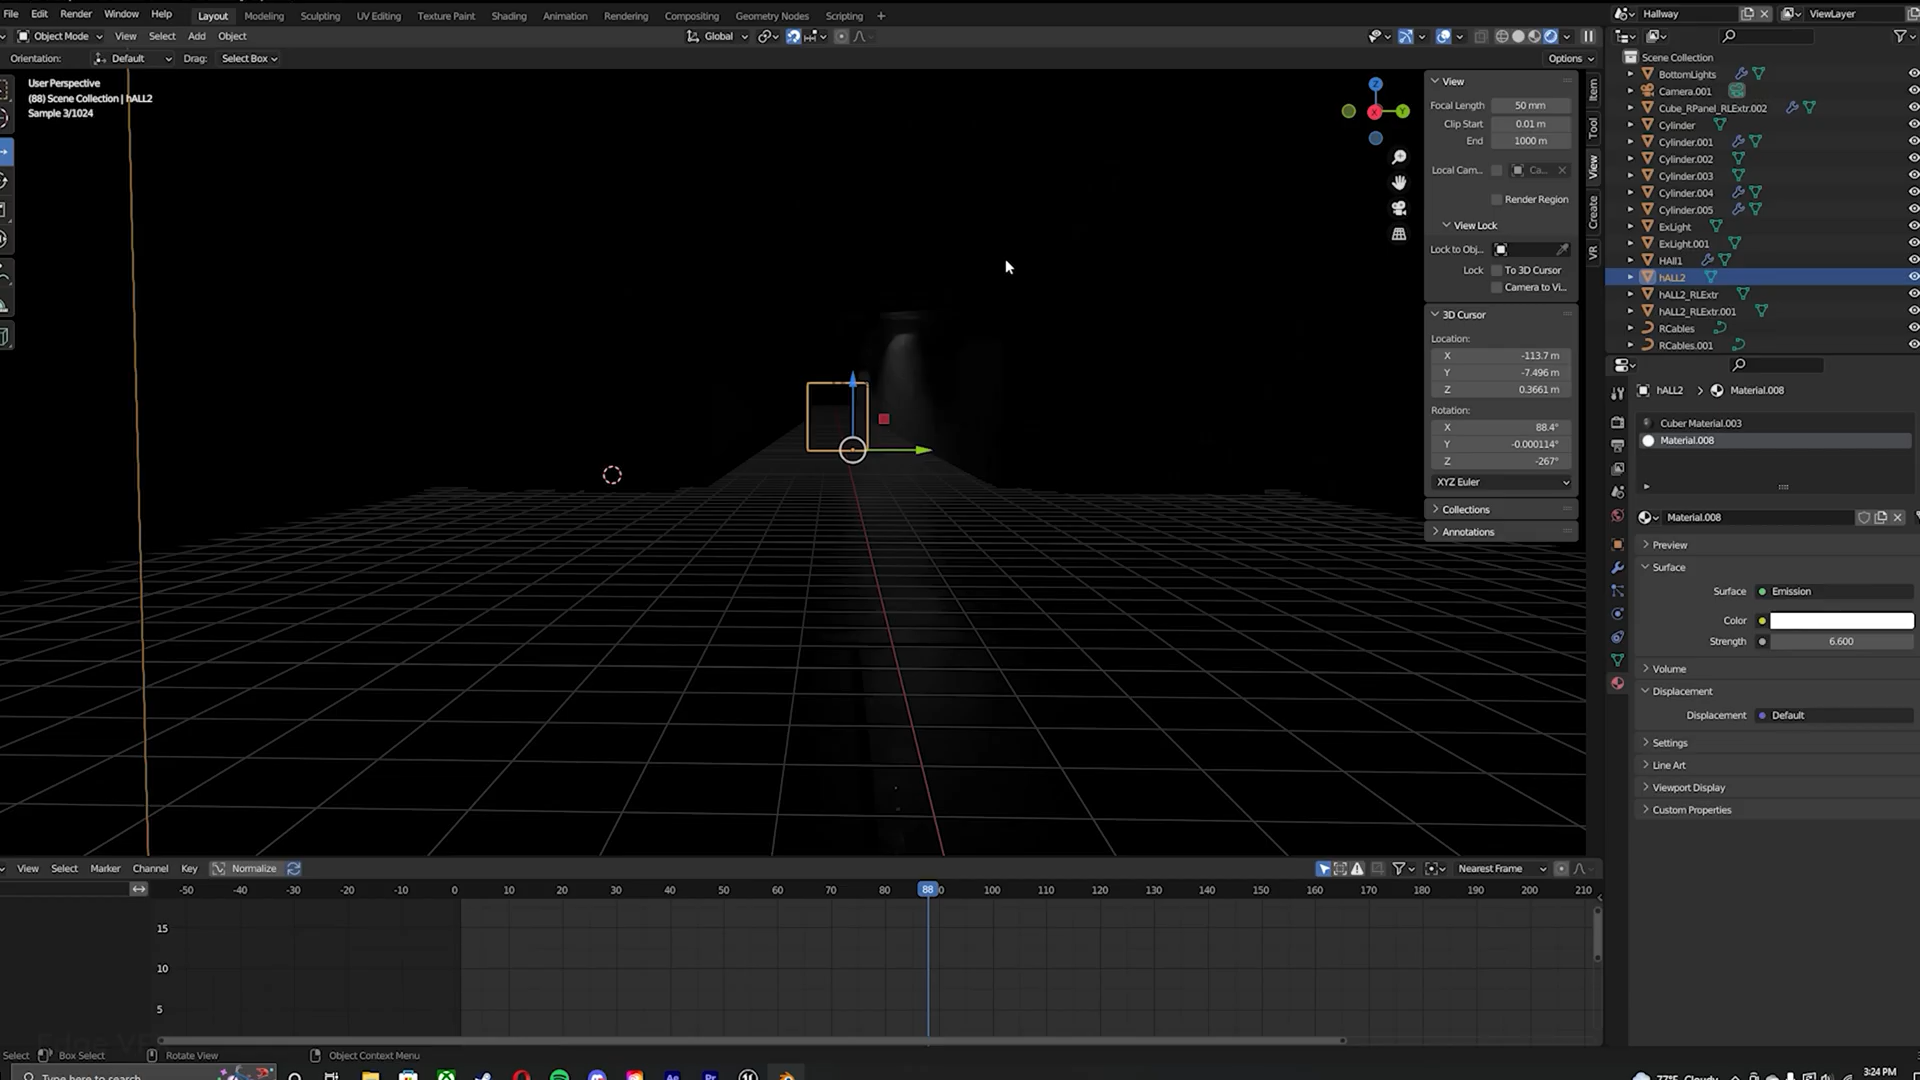 File Edit Render Window Help Layout Modeling Sculpting UV Editing Texture Paint Shading Animation Rendering Compositing Geometry Nodes Scripting + Hallway ViewLayer
Object Mode View Select Add Object Global
Orientation: Default Drag: Select Box Options
User Perspective
(88) Scene Collection | hALL2
Sample 3/1024
View
Focal Length 50 mm
Clip Start 0.01 m
End 1000 m
Local Cam... Ca...
Render Region
View Lock
Lock to Obj...
Lock To 3D Cursor
Camera to Vi...
3D Cursor
Location:
X -113.7 m
Y -7.496 m
Z 0.3661 m
Rotation:
X 88.4°
Y -0.000114°
Z -267°
XYZ Euler
Collections
Annotations
Item
Tool
View
Create
VR
Scene Collection
BottomLights
Camera.001
Cube_RPanel_RLExtr.002
Cylinder
Cylinder.001
Cylinder.002
Cylinder.003
Cylinder.004
Cylinder.005
ExLight
ExLight.001
HAll1
hALL2
hALL2_RLExtr
hALL2_RLExtr.001
RCables
RCables.001
hALL2 > Material.008
Cuber Material.003
Material.008
Material.008
Preview
Surface
Surface Emission
Color
Strength 6.600
Volume
Displacement
Displacement Default
Settings
Line Art
Viewport Display
Custom Properties
View Select Marker Channel Key Normalize Nearest Frame
-50 -40 -30 -20 -10 0 10 20 30 40 50 60 70 80 88 100 110 120 130 140 150 160 170 180 190 200 210
15
10
5
Select Box Select Rotate View Object Context Menu
Type here to search 77°F Cloudy 3:24 PM